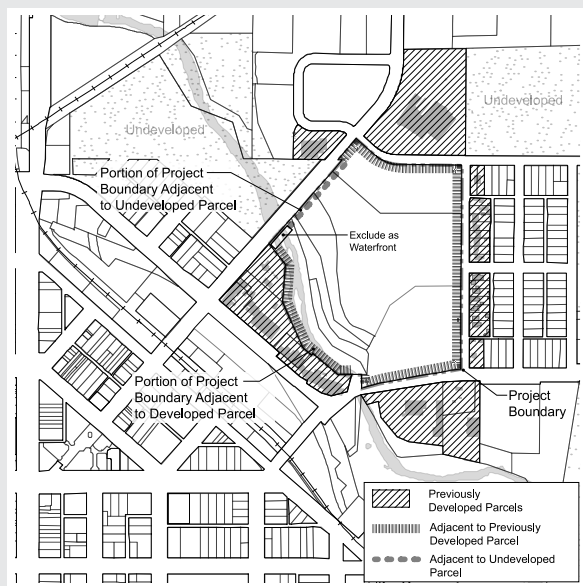 Undeveloped
Undeveloped
Portion of Project
Boundary Adjacent
to Undeveloped Parcel
Exclude as
Waterfront
Portion of Project
Boundary Adjacent
to Developed Parcel
Project
Boundary
Previously
Developed Parcels
Adjacent to Previously
Developed Parcel
Adjacent to Undeveloped
Parcel